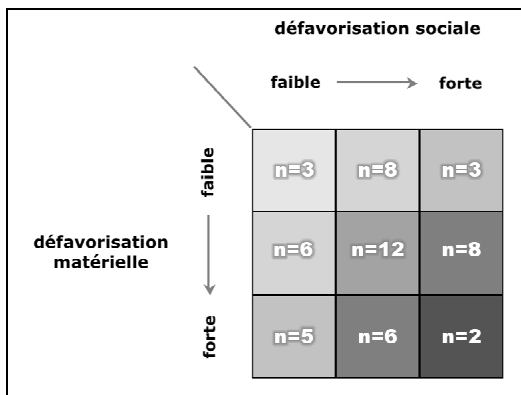 défavorisation sociale
faible
forte
faible
n=3 n=8 n=3
défavorisation
matérielle
n=6 n=12 n=8
forte
n=5 n=6 n=2